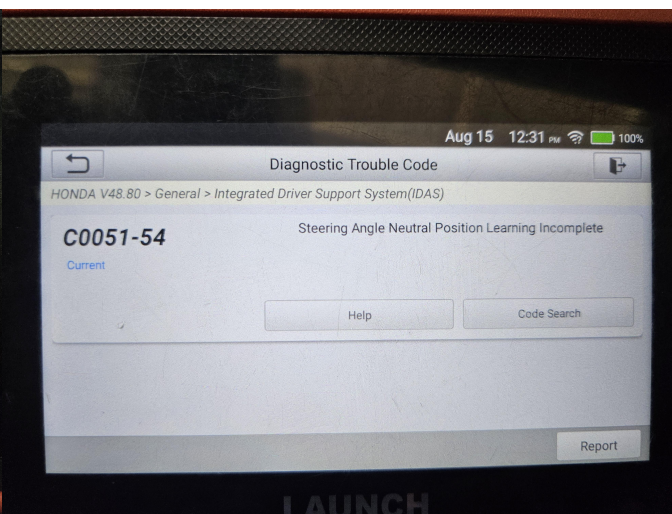 Aug 15 12:31 PM 100%
Diagnostic Trouble Code
HONDA V48.80 > General > Integrated Driver Support System(IDAS)
C0051-54
Steering Angle Neutral Position Learning Incomplete
Current
Help
Code Search
Report
LAUNCH